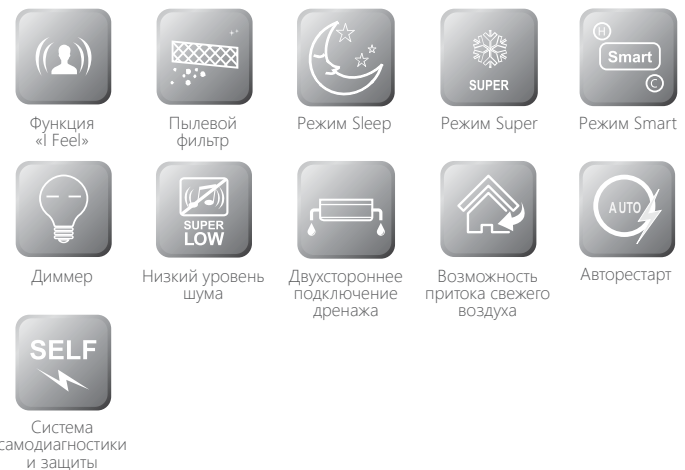 Функция
«I Feel»
Пылевой
фильтр
Режим Sleep
SUPER
Режим Super
H
Smart
C
Режим Smart
Диммер
SUPER
LOW
Низкий уровень
шума
Двухстороннее
подключение
дренажа
Возможность
притока свежего
воздуха
AUTO
Авторестарт
SELF
Система
самодиагностики
и защиты